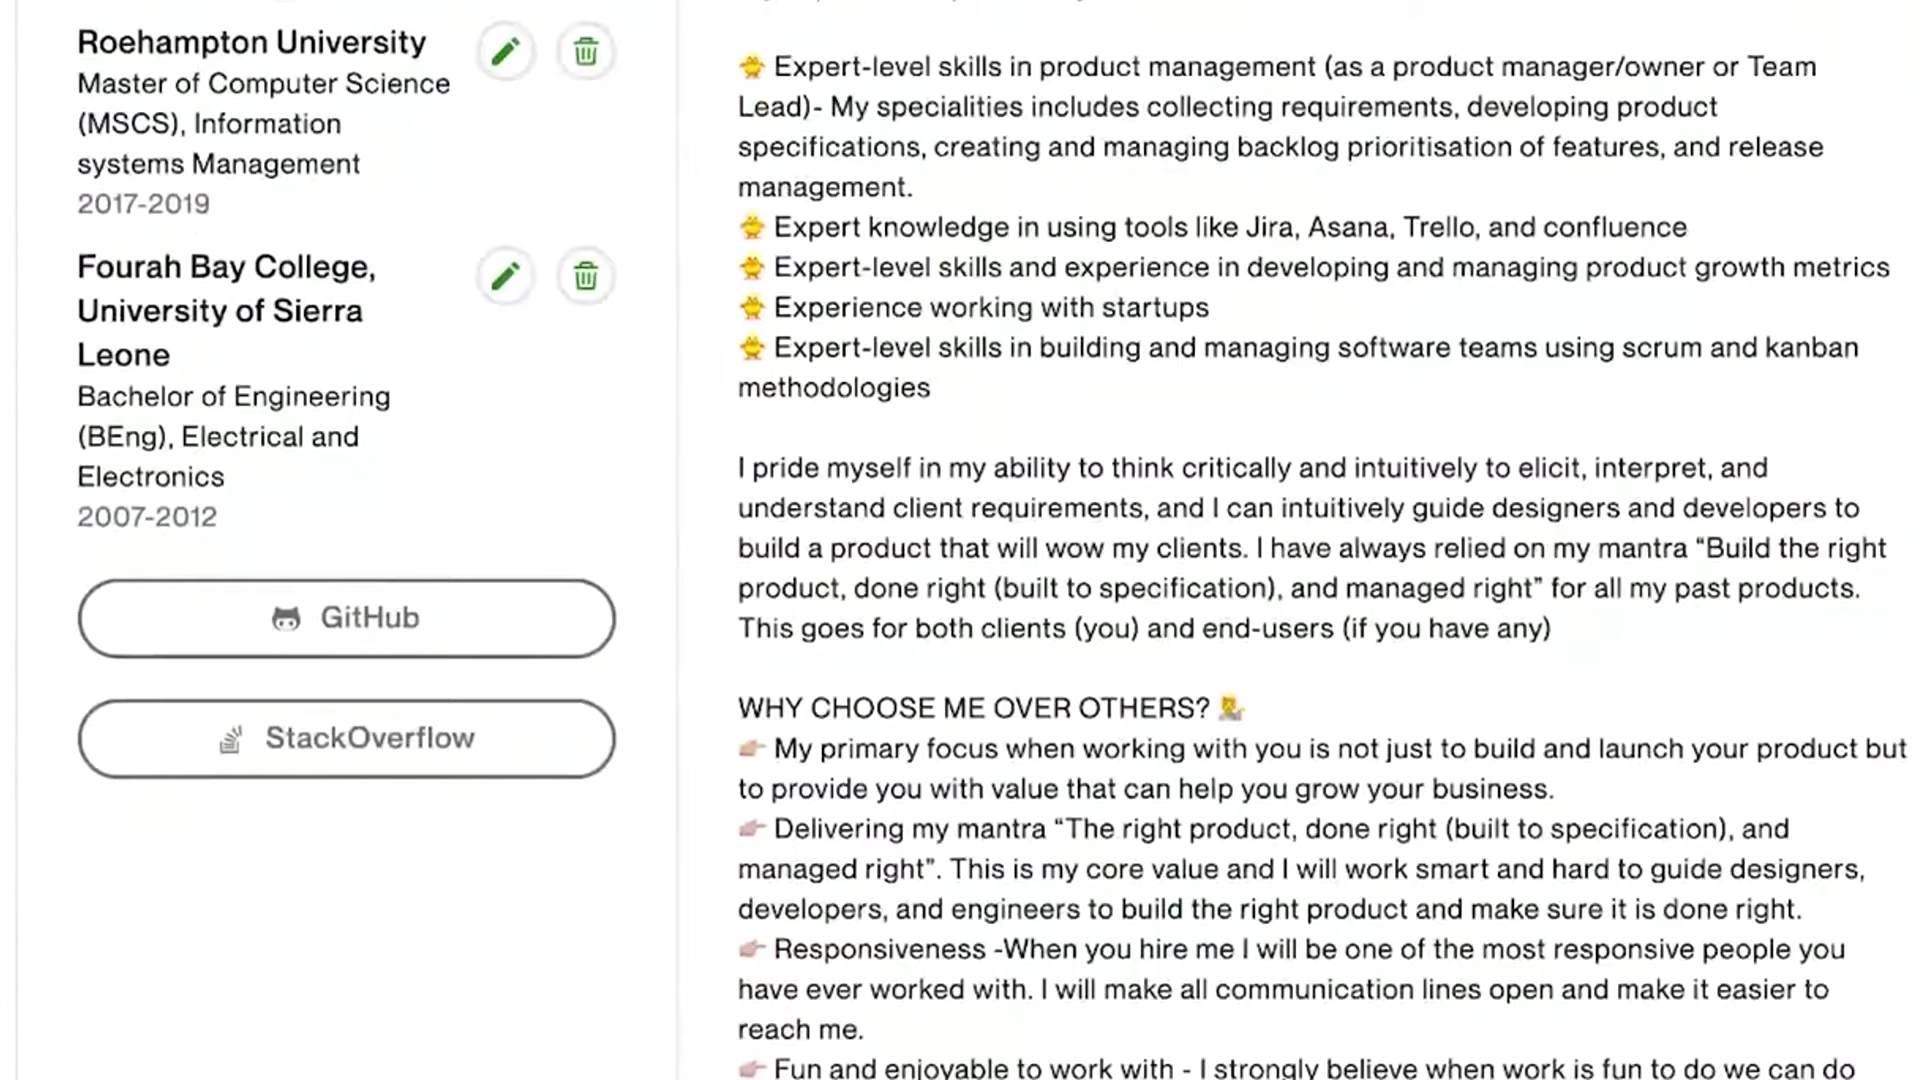 Roehampton University
Master of Computer Science
(MSCS), Information
systems Management
2017-2019
Fourah Bay College,
University of Sierra
Leone
Bachelor of Engineering
(BEng), Electrical and
Electronics
2007-2012
GitHub
StackOverflow
Expert-level skills in product management (as a product manager/owner or Team
Lead)- My specialities includes collecting requirements, developing product
specifications, creating and managing backlog prioritisation of features, and release
management.
Expert knowledge in using tools like Jira, Asana, Trello, and confluence
Expert-level skills and experience in developing and managing product growth metrics
Experience working with startups
Expert-level skills in building and managing software teams using scrum and kanban
methodologies
I pride myself in my ability to think critically and intuitively to elicit, interpret, and
understand client requirements, and I can intuitively guide designers and developers to
build a product that will wow my clients. I have always relied on my mantra “Build the right
product, done right (built to specification), and managed right” for all my past products.
This goes for both clients (you) and end-users (if you have any)
WHY CHOOSE ME OVER OTHERS?
My primary focus when working with you is not just to build and launch your product but
to provide you with value that can help you grow your business.
Delivering my mantra “The right product, done right (built to specification), and
managed right”. This is my core value and I will work smart and hard to guide designers,
developers, and engineers to build the right product and make sure it is done right.
Responsiveness -When you hire me I will be one of the most responsive people you
have ever worked with. I will make all communication lines open and make it easier to
reach me.
Fun and enjoyable to work with - I strongly believe when work is fun to do we can do